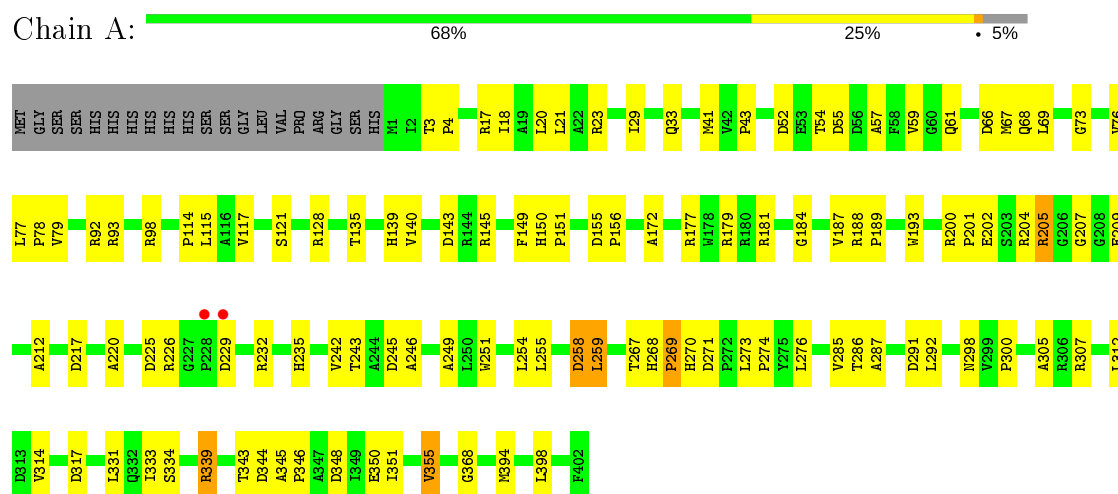 Chain A:
68% 25% • 5%
MET GLY SER SER HIS HIS HIS HIS HIS HIS SER SER GLY LEU VAL PRO ARG GLY SER HIS M1 I2 T3 P4 R17 I18 A19 L20 L21 A22 R23 I29 Q33 M41 V42 P43 D52 E53 T54 D55 D56 A57 F58 V59 G60 Q61 D66 M67 Q68 L69 G73 V76
L77 P78 V79 R92 R93 R98 P114 L115 A116 V117 S121 R128 T135 H139 V140 D143 R144 R145 F149 H150 P151 D155 P156 A172 R177 W178 R179 R180 R181 G184 V187 R188 P189 W193 R200 P201 E202 S203 R204 R205 G206 G207 G208
A212 D217 A220 D225 R226 G227 P228 D229 R232 H235 V242 T243 A244 D245 A246 A249 L250 W251 L254 L255 D258 L259 T267 H268 P269 H270 D271 P272 L273 P274 Y275 L276 V285 T286 A287 D291 L292 N298 V299 P300 A305 R306 R307 L312
D313 V314 D317 L331 Q332 I333 S334 R339 T343 D344 A345 P346 A347 D348 I349 E350 I351 V355 G368 M394 L398 F402